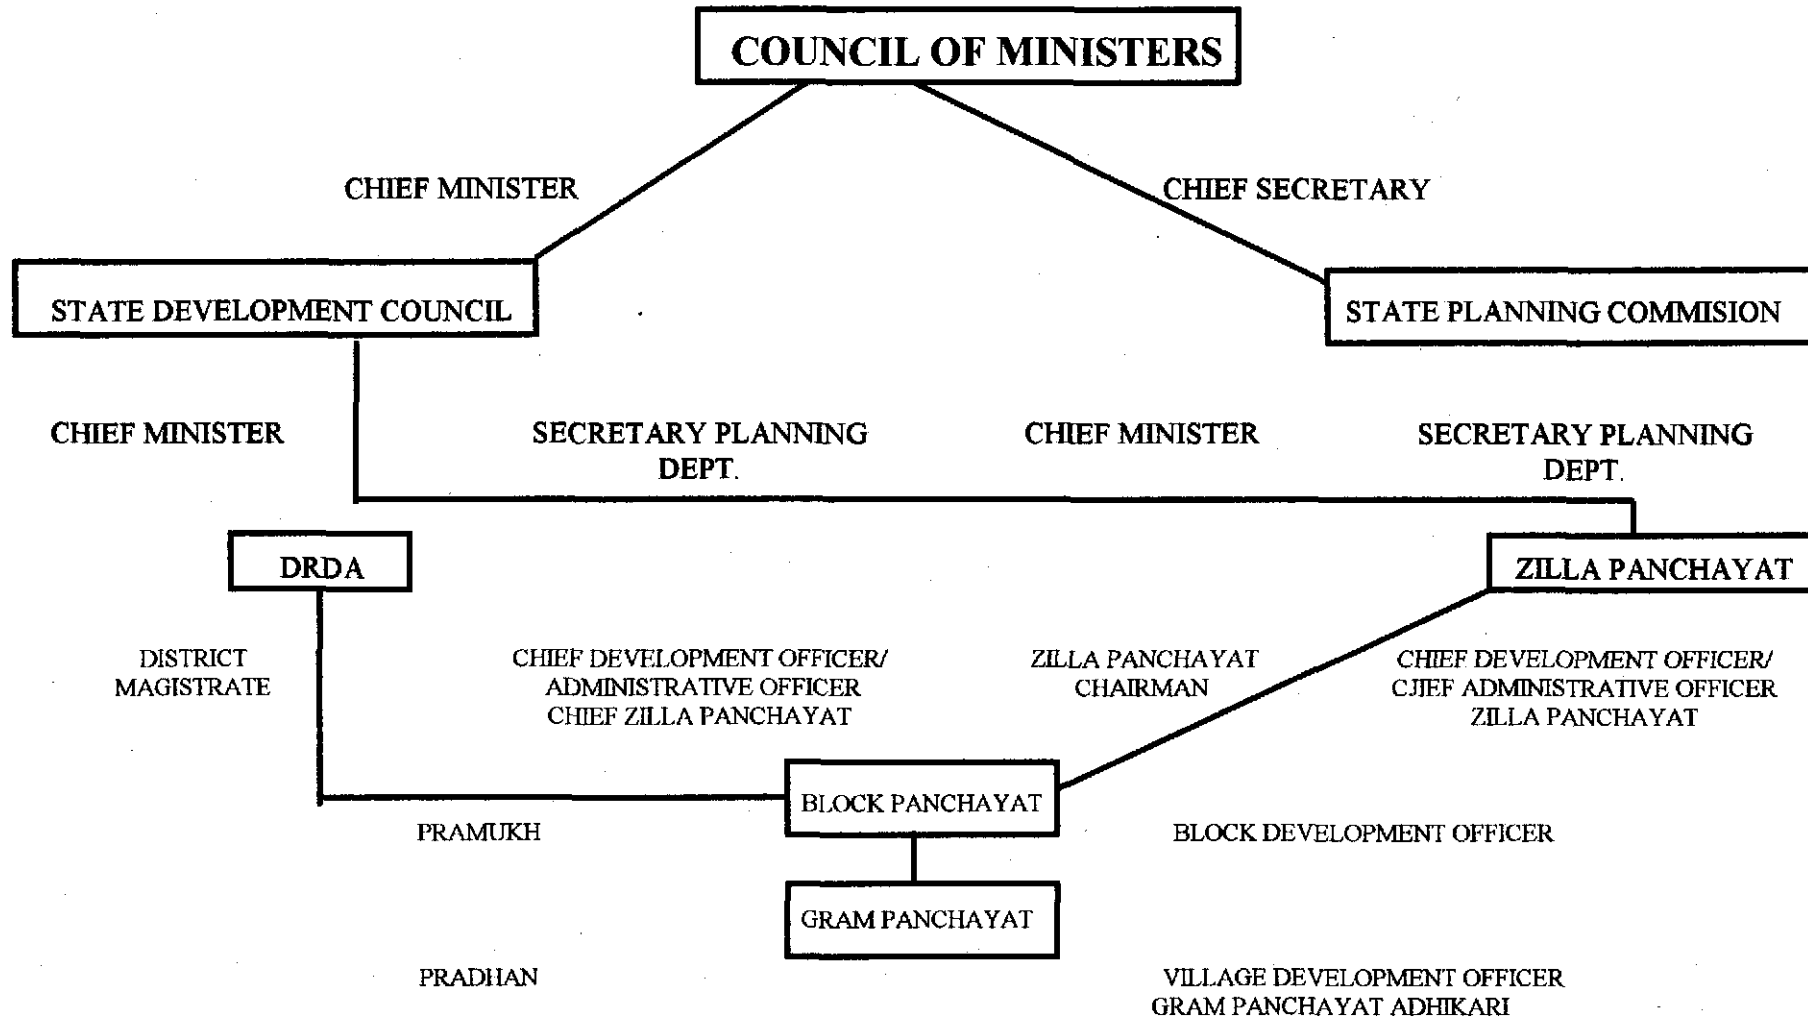 COUNCIL OF MINISTERS
CHIEF MINISTER
CHIEF SECRETARY
STATE DEVELOPMENT COUNCIL
STATE PLANNING COMMISION
CHIEF MINISTER
SECRETARY PLANNING
DEPT.
CHIEF MINISTER
SECRETARY PLANNING
DEPT.
DRDA
ZILLA PANCHAYAT
DISTRICT
MAGISTRATE
CHIEF DEVELOPMENT OFFICER/
ADMINISTRATIVE OFFICER
CHIEF ZILLA PANCHAYAT
ZILLA PANCHAYAT
CHAIRMAN
CHIEF DEVELOPMENT OFFICER/
CJIEF ADMINISTRATIVE OFFICER
ZILLA PANCHAYAT
BLOCK PANCHAYAT
PRAMUKH
BLOCK DEVELOPMENT OFFICER
GRAM PANCHAYAT
PRADHAN
VILLAGE DEVELOPMENT OFFICER
GRAM PANCHAYAT ADHIKARI